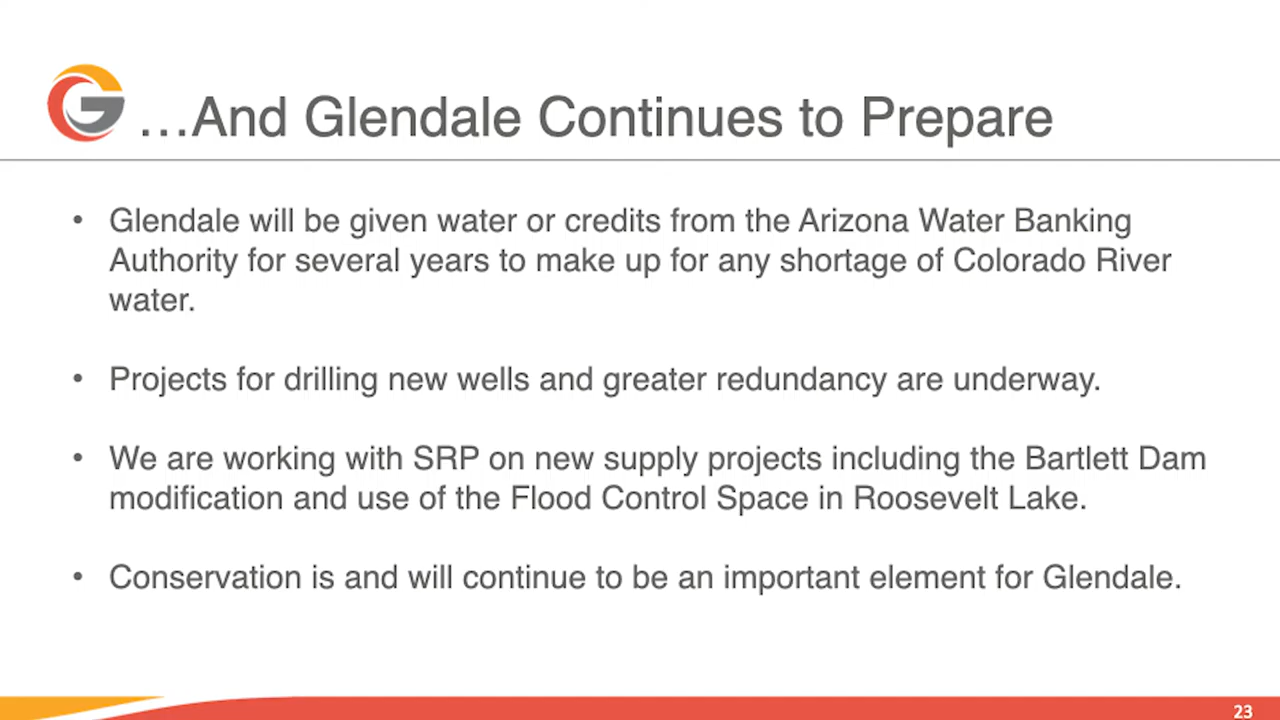 …And Glendale Continues to Prepare
• Glendale will be given water or credits from the Arizona Water Banking
Authority for several years to make up for any shortage of Colorado River
water.
• Projects for drilling new wells and greater redundancy are underway.
• We are working with SRP on new supply projects including the Bartlett Dam
modification and use of the Flood Control Space in Roosevelt Lake.
• Conservation is and will continue to be an important element for Glendale.
23